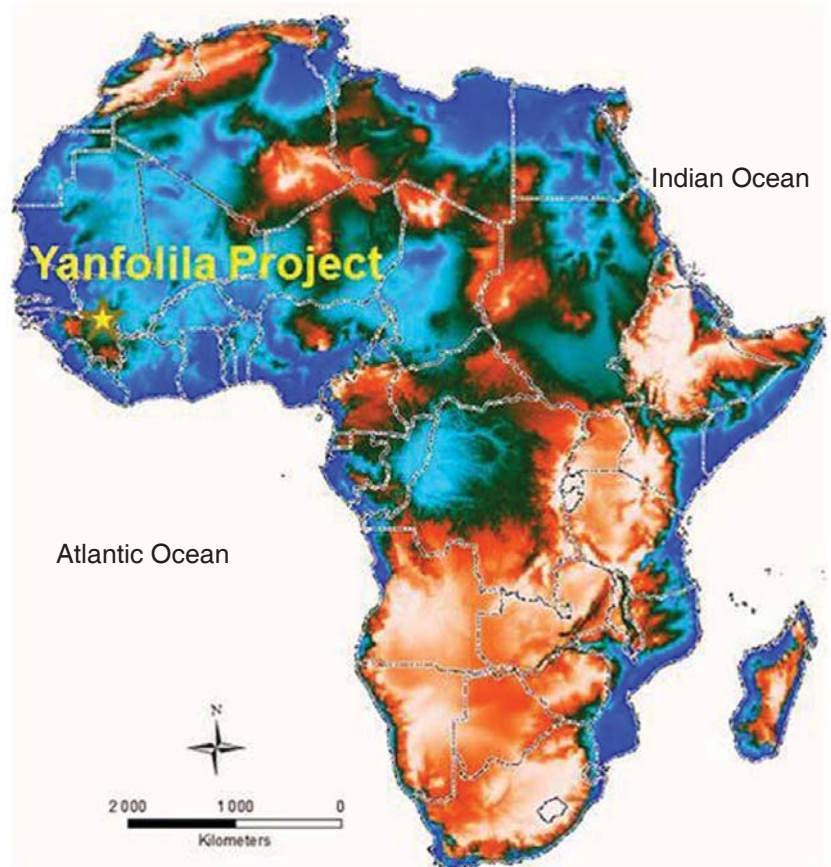 Indian Ocean
Yanfolila Project
Atlantic Ocean
N
2 000 1 000 0
Kilometers